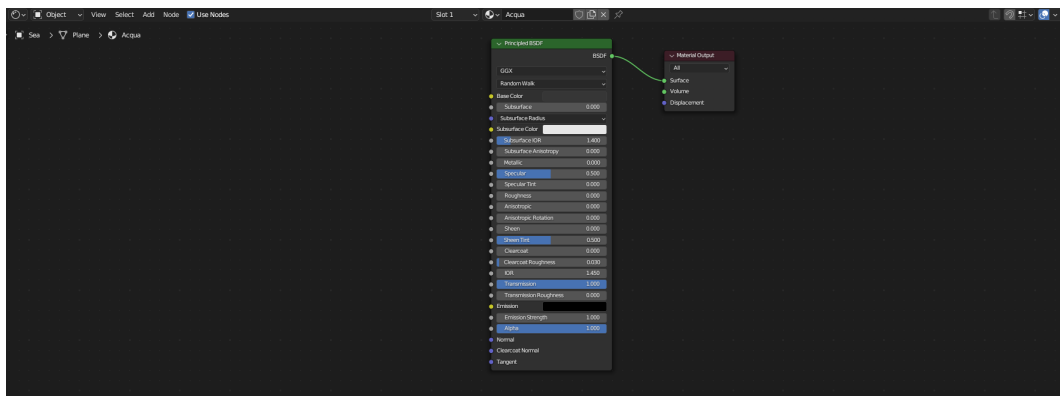 Object View Select Add Node Use Nodes Slot 1 Acqua
Sea > Plane > Acqua
Principled BSDF
BSDF
GGX
Random Walk
Base Color
Subsurface 0.000
Subsurface Radius
Subsurface Color
Subsurface IOR 1.400
Subsurface Anisotropy 0.000
Metallic 0.000
Specular 0.500
Specular Tint 0.000
Roughness 0.000
Anisotropic 0.000
Anisotropic Rotation 0.000
Sheen 0.000
Sheen Tint 0.500
Clearcoat 0.000
Clearcoat Roughness 0.030
IOR 1.450
Transmission 1.000
Transmission Roughness 0.000
Emission
Emission Strength 1.000
Alpha 1.000
Normal
Clearcoat Normal
Tangent
Material Output
All
Surface
Volume
Displacement